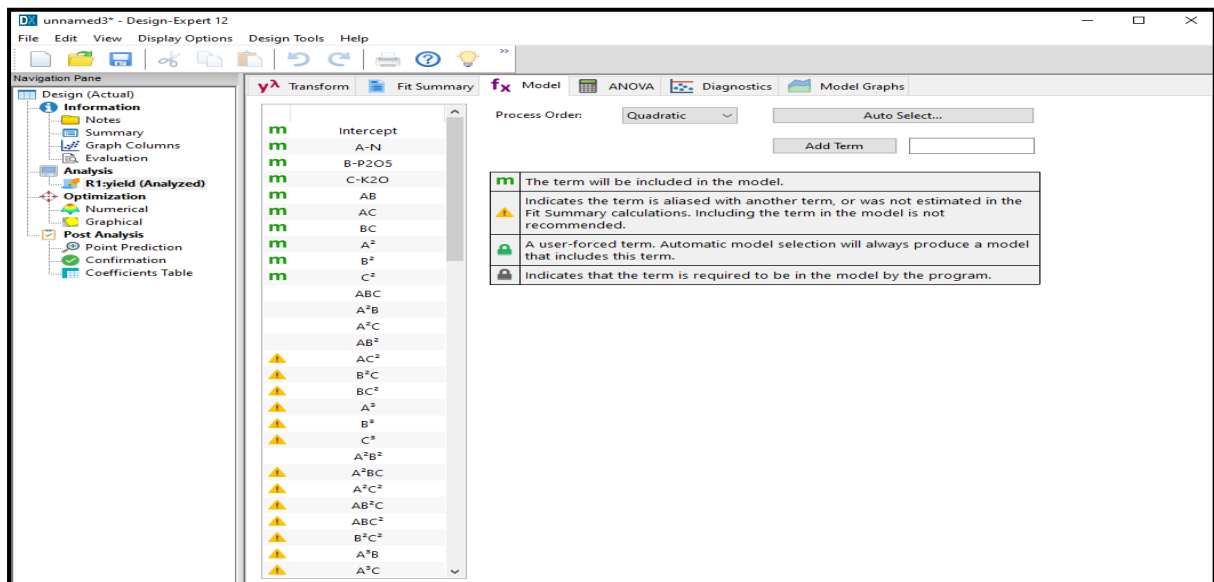 DX unnamed3* - Design-Expert 12
File Edit View Display Options Design Tools Help
Navigation Pane
Design (Actual)
Information
Notes
Summary
Graph Columns
Evaluation
Analysis
R1:yield (Analyzed)
Optimization
Numerical
Graphical
Post Analysis
Point Prediction
Confirmation
Coefficients Table
yλ Transform Fit Summary fx Model ANOVA Diagnostics Model Graphs
m Intercept
m A-N
m B-P2O5
m C-K2O
m AB
m AC
m BC
m A²
m B²
m C²
ABC
A²B
A²C
AB²
AC²
B²C
BC²
A³
B³
C³
A²B²
A²BC
A²C²
AB²C
ABC²
B²C²
A³B
A³C
Process Order: Quadratic Auto Select...
Add Term
m The term will be included in the model.
Indicates the term is aliased with another term, or was not estimated in the
Fit Summary calculations. Including the term in the model is not
recommended.
A user-forced term. Automatic model selection will always produce a model
that includes this term.
Indicates that the term is required to be in the model by the program.